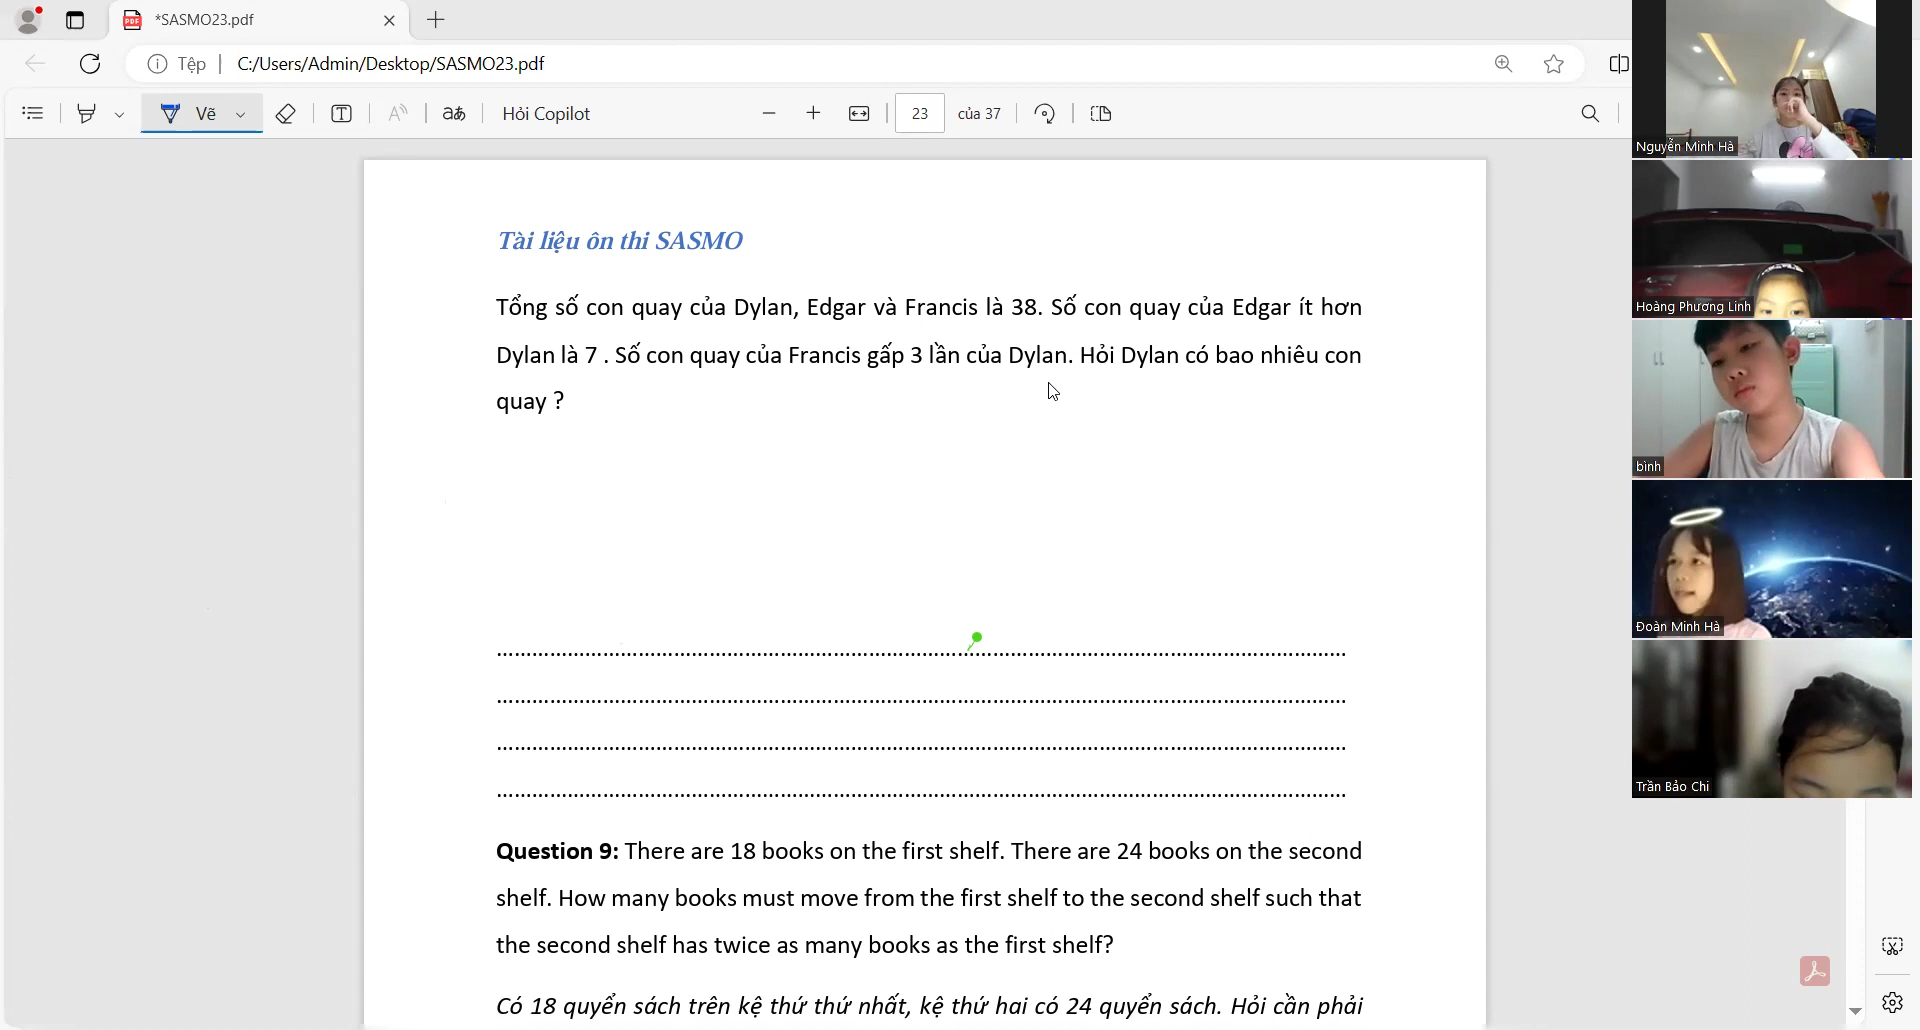 *SASMO23.pdf
Tệp
C:/Users/Admin/Desktop/SASMO23.pdf
Vẽ
aあ
Hỏi Copilot
23
của 37
Nguyễn Minh Hà
Hoàng Phương Linh
bình
Đoàn Minh Hà
Trần Bảo Chi
Tài liệu ôn thi SASMO
Tổng số con quay của Dylan, Edgar và Francis là 38. Số con quay của Edgar ít hơn
Dylan là 7 . Số con quay của Francis gấp 3 lần của Dylan. Hỏi Dylan có bao nhiêu con
quay ?
Question 9: There are 18 books on the first shelf. There are 24 books on the second
shelf. How many books must move from the first shelf to the second shelf such that
the second shelf has twice as many books as the first shelf?
Có 18 quyển sách trên kệ thứ thứ nhất, kệ thứ hai có 24 quyển sách. Hỏi cần phải